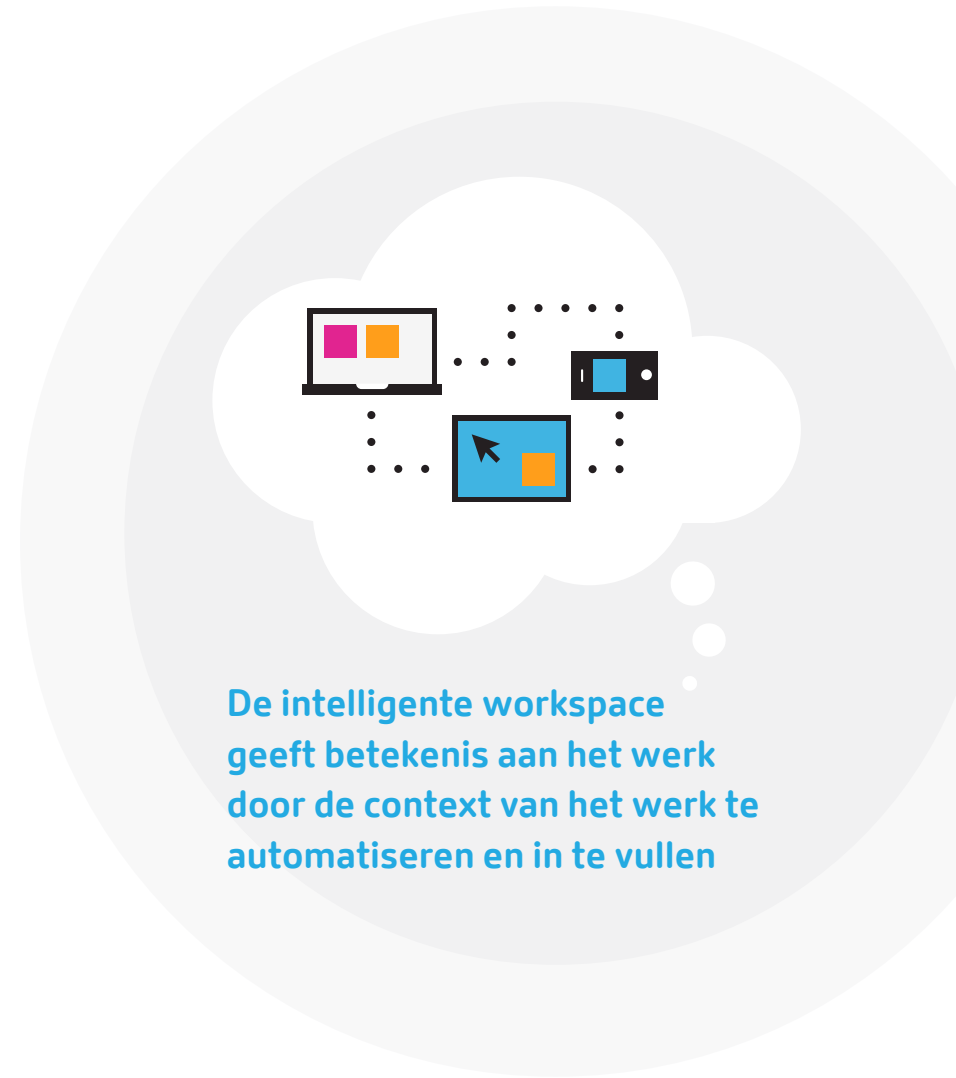 De intelligente workspace
geeft betekenis aan het werk
door de context van het werk te
automatiseren en in te vullen